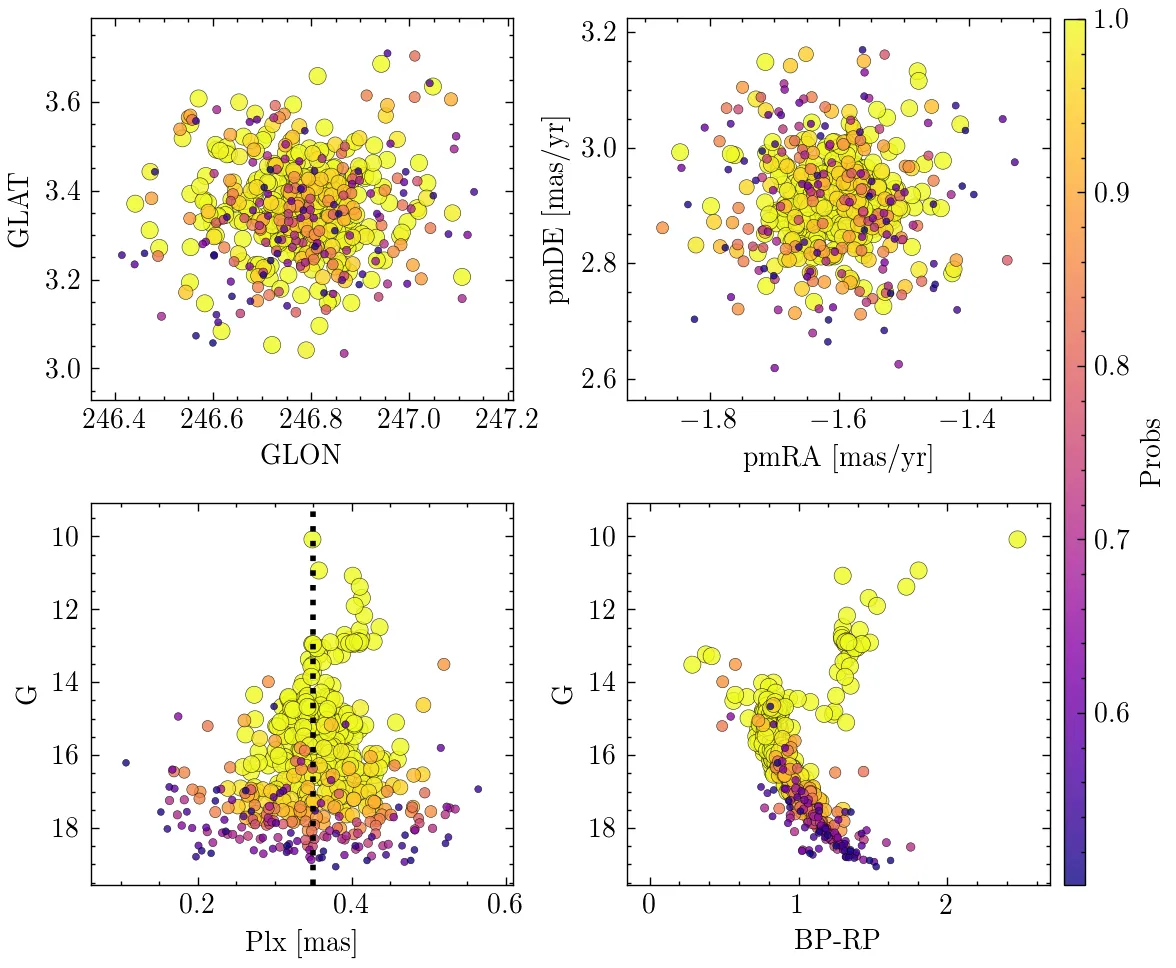 3.6
3.4
3.2
3.0
GLAT
246.4 246.6 246.8 247.0 247.2
GLON
3.2
3.0
2.8
2.6
pmDE [mas/yr]
−1.8 −1.6 −1.4
pmRA [mas/yr]
1.0
0.9
0.8
0.7
0.6
Probs
10
12
14
16
18
G
0.2 0.4 0.6
Plx [mas]
10
12
14
16
18
G
0 1 2
BP-RP